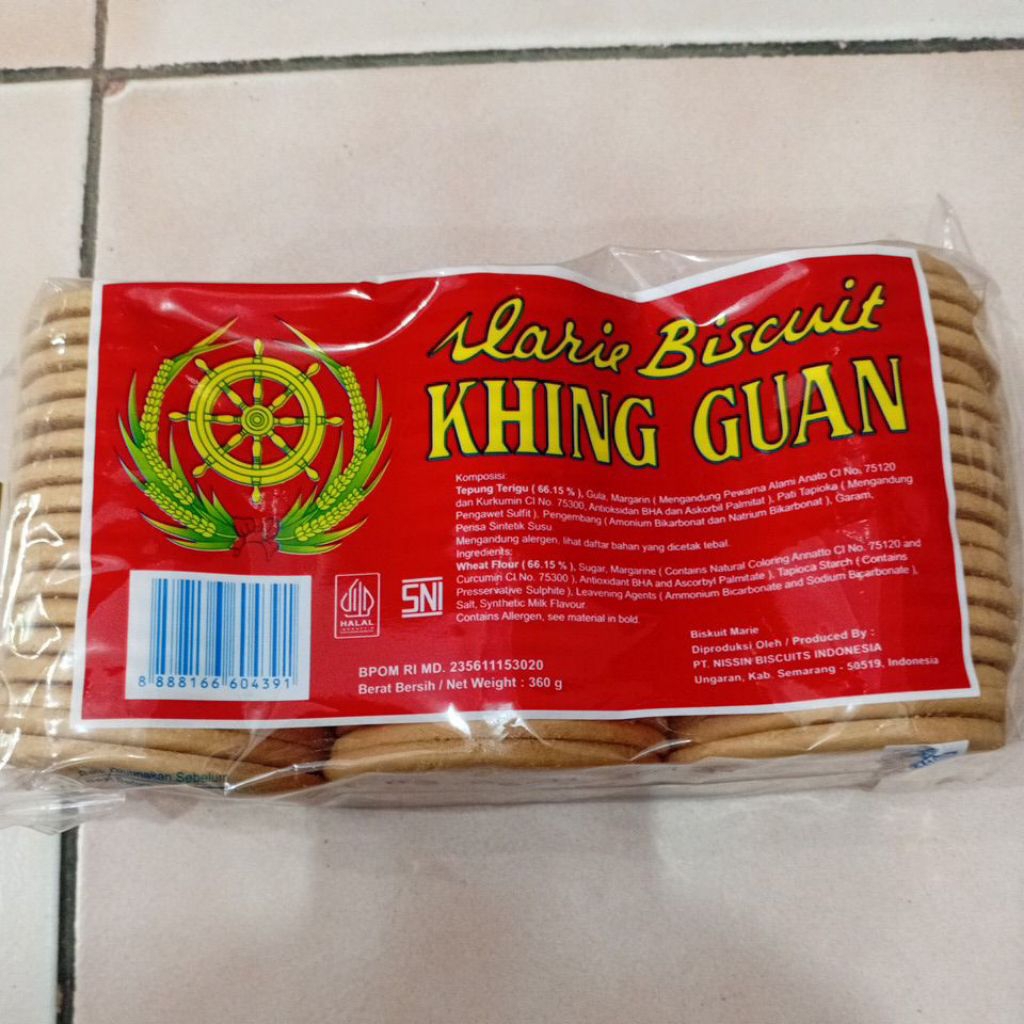 Marie Biscuit
KHING GUAN
Komposisi:
Tepung Terigu ( 66.15 % ), Gula, Margarin ( Mengandung Pewarna Alami Anato CI No. 75120
dan Kurkumin CI No. 75300, Antioksidan BHA dan Askorbil Palmitat ), Pati Tapioka ( Mengandung
Pengawet Sulfit ), Pengembang ( Amonium Bikarbonat dan Natrium Bikarbonat ), Garam,
Perisa Sintetik Susu
Mengandung alergen, lihat daftar bahan yang dicetak tebal.
Ingredients:
Wheat Flour ( 66.15 % ), Sugar, Margarine ( Contains Natural Coloring Annatto CI No. 75120 and
Curcumin CI.No. 75300 ), Antioxidant BHA and Ascorbyl Palmitate ), Tapioca Starch ( Contains
Presservative Sulphite ), Leavening Agents ( Ammonium Bicarbonate and Sodium Bicarbonate ),
Salt, Synthetic Milk Flavour
Contains Allergen, see material in bold.
HALAL
INDONESIA
SNI
8 888166 604391
BPOM RI MD. 235611153020
Berat Bersih / Net Weight : 360 g
Biskuit Marie
Diproduksi Oleh / Produced By :
PT. NISSIN BISCUITS INDONESIA
Ungaran, Kab. Semarang - 50519, Indonesia
Sebelum